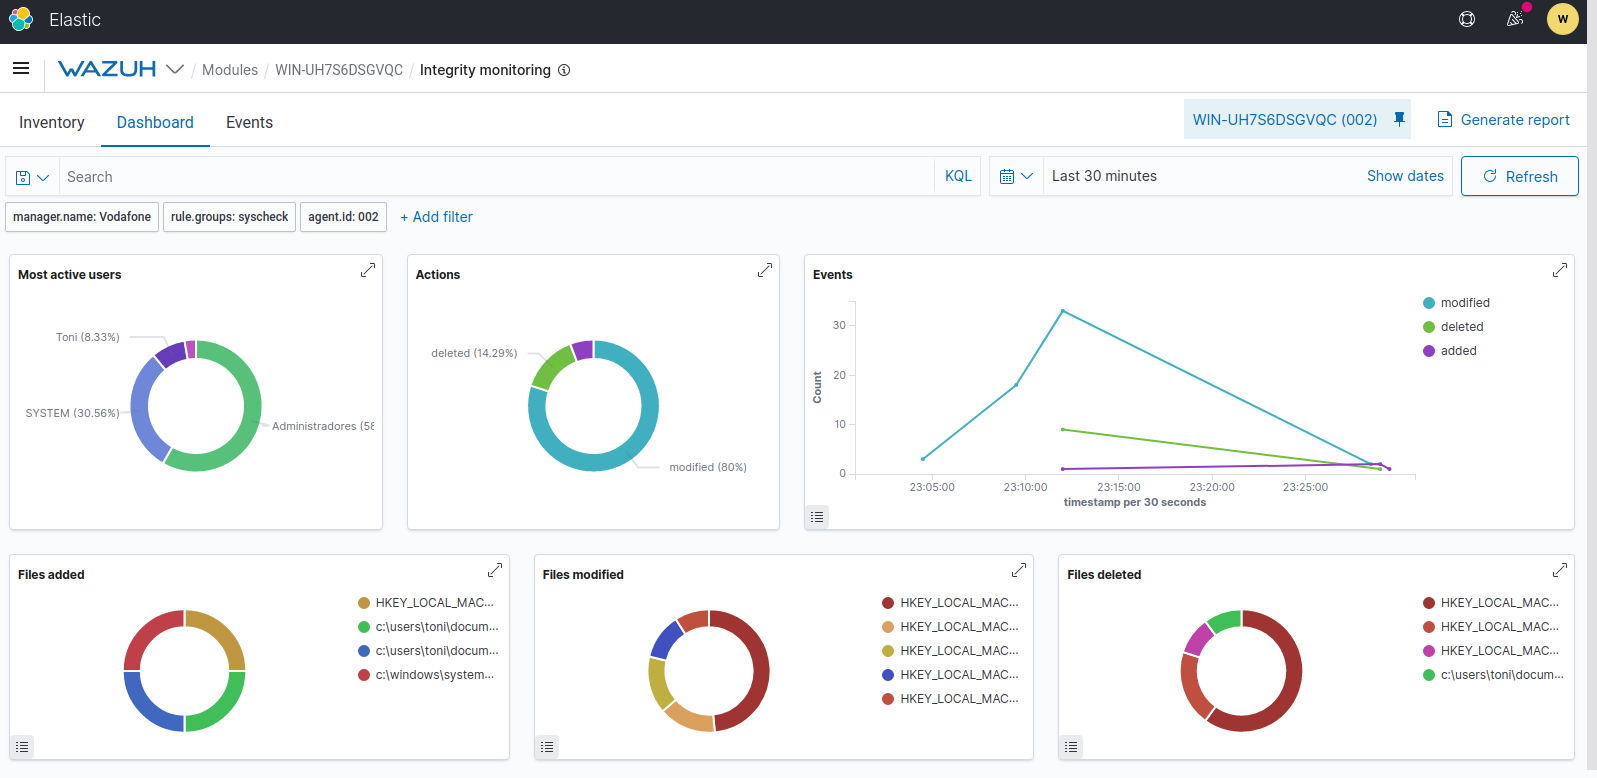 Elastic
W
WAZUH / Modules / WIN-UH7S6DSGVQC / Integrity monitoring
Inventory Dashboard Events WIN-UH7S6DSGVQC (002) Generate report
Search KQL Last 30 minutes Show dates Refresh
manager.name: Vodafone rule.groups: syscheck agent.id: 002 + Add filter
Most active users
Toni (8.33%)
SYSTEM (30.56%)
Administradores (58
Actions
deleted (14.29%)
modified (80%)
Events
Count
30
20
10
0
23:05:00 23:10:00 23:15:00 23:20:00 23:25:00
timestamp per 30 seconds
modified
deleted
added
Files added
HKEY_LOCAL_MAC...
c:\users\toni\docum...
c:\users\toni\docum...
c:\windows\system...
Files modified
HKEY_LOCAL_MAC...
HKEY_LOCAL_MAC...
HKEY_LOCAL_MAC...
HKEY_LOCAL_MAC...
HKEY_LOCAL_MAC...
Files deleted
HKEY_LOCAL_MAC...
HKEY_LOCAL_MAC...
HKEY_LOCAL_MAC...
c:\users\toni\docum...